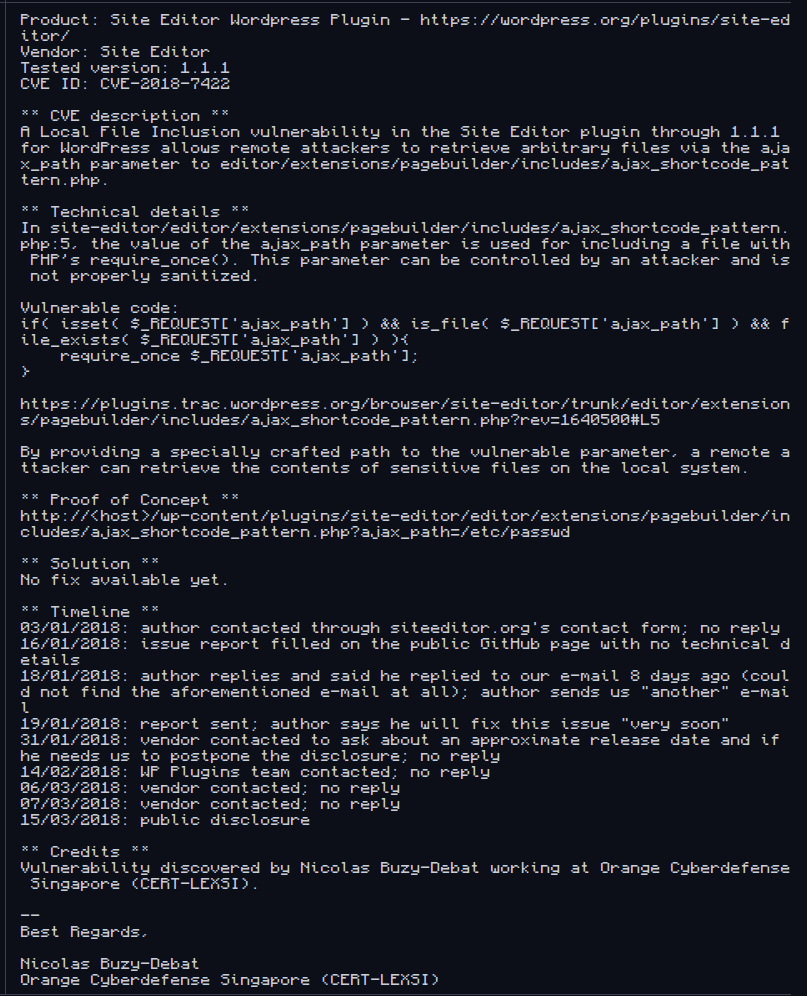 Product: Site Editor Wordpress Plugin - https://wordpress.org/plugins/site-ed
itor/
Vendor: Site Editor
Tested version: 1.1.1
CVE ID: CVE-2018-7422

** CVE description **
A Local File Inclusion vulnerability in the Site Editor plugin through 1.1.1
for WordPress allows remote attackers to retrieve arbitrary files via the aja
x_path parameter to editor/extensions/pagebuilder/includes/ajax_shortcode_pat
tern.php.

** Technical details **
In site-editor/editor/extensions/pagebuilder/includes/ajax_shortcode_pattern.
php:5, the value of the ajax_path parameter is used for including a file with
 PHP's require_once(). This parameter can be controlled by an attacker and is
 not properly sanitized.

Vulnerable code:
if( isset( $_REQUEST['ajax_path'] ) && is_file( $_REQUEST['ajax_path'] ) && f
ile_exists( $_REQUEST['ajax_path'] ) ){
    require_once $_REQUEST['ajax_path'];
}

https://plugins.trac.wordpress.org/browser/site-editor/trunk/editor/extension
s/pagebuilder/includes/ajax_shortcode_pattern.php?rev=1640500#L5

By providing a specially crafted path to the vulnerable parameter, a remote a
ttacker can retrieve the contents of sensitive files on the local system.

** Proof of Concept **
http://<host>/wp-content/plugins/site-editor/editor/extensions/pagebuilder/in
cludes/ajax_shortcode_pattern.php?ajax_path=/etc/passwd

** Solution **
No fix available yet.

** Timeline **
03/01/2018: author contacted through siteeditor.org's contact form; no reply
16/01/2018: issue report filled on the public GitHub page with no technical d
etails
18/01/2018: author replies and said he replied to our e-mail 8 days ago (coul
d not find the aforementioned e-mail at all); author sends us "another" e-mai
l
19/01/2018: report sent; author says he will fix this issue "very soon"
31/01/2018: vendor contacted to ask about an approximate release date and if
he needs us to postpone the disclosure; no reply
14/02/2018: WP Plugins team contacted; no reply
06/03/2018: vendor contacted; no reply
07/03/2018: vendor contacted; no reply
15/03/2018: public disclosure

** Credits **
Vulnerability discovered by Nicolas Buzy-Debat working at Orange Cyberdefense
 Singapore (CERT-LEXSI).

--
Best Regards,

Nicolas Buzy-Debat
Orange Cyberdefense Singapore (CERT-LEXSI)